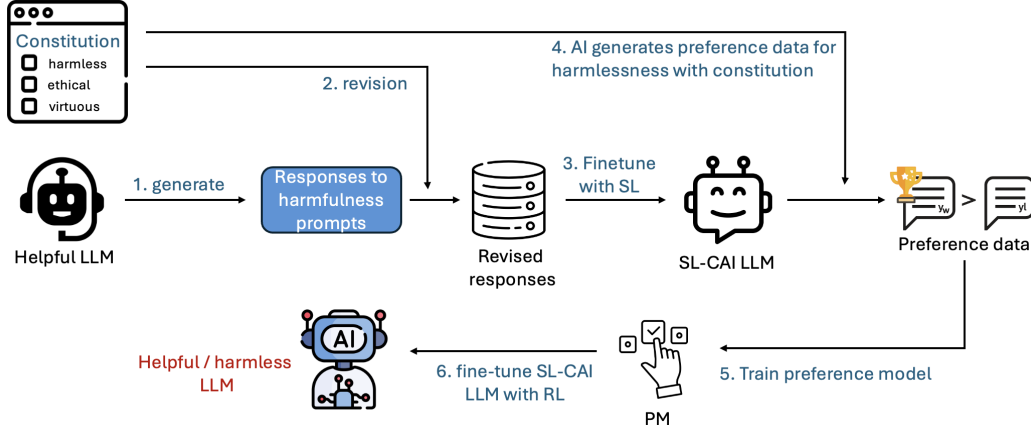 Constitution
harmless
ethical
virtuous
4. AI generates preference data for
harmlessness with constitution
2. revision
1. generate
Responses to
harmfulness
prompts
3. Finetune
with SL
yw
>
yl
Helpful LLM
Revised
responses
SL-CAI LLM
Preference data
AI
Helpful / harmless
LLM
6. fine-tune SL-CAI
LLM with RL
5. Train preference model
PM